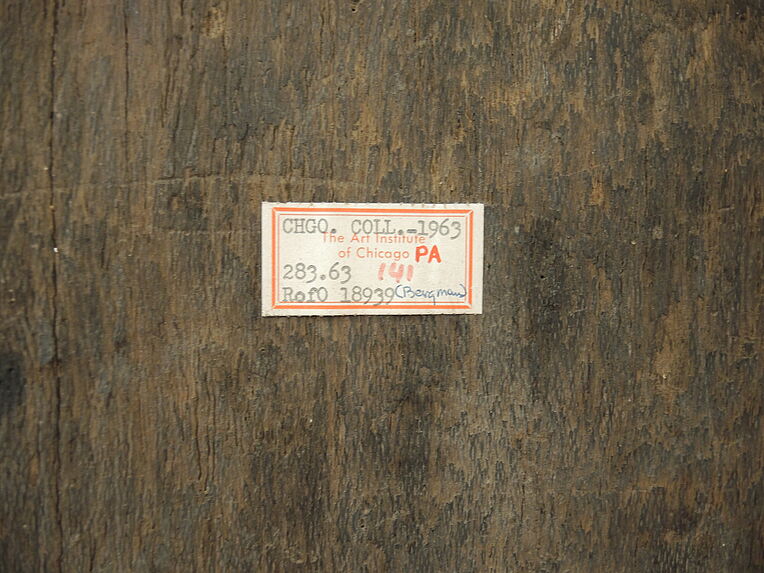 CHGO. COLL.-1963
The Art Institute
of Chicago PA
283.63 141
RofO 18939 (Bergman)